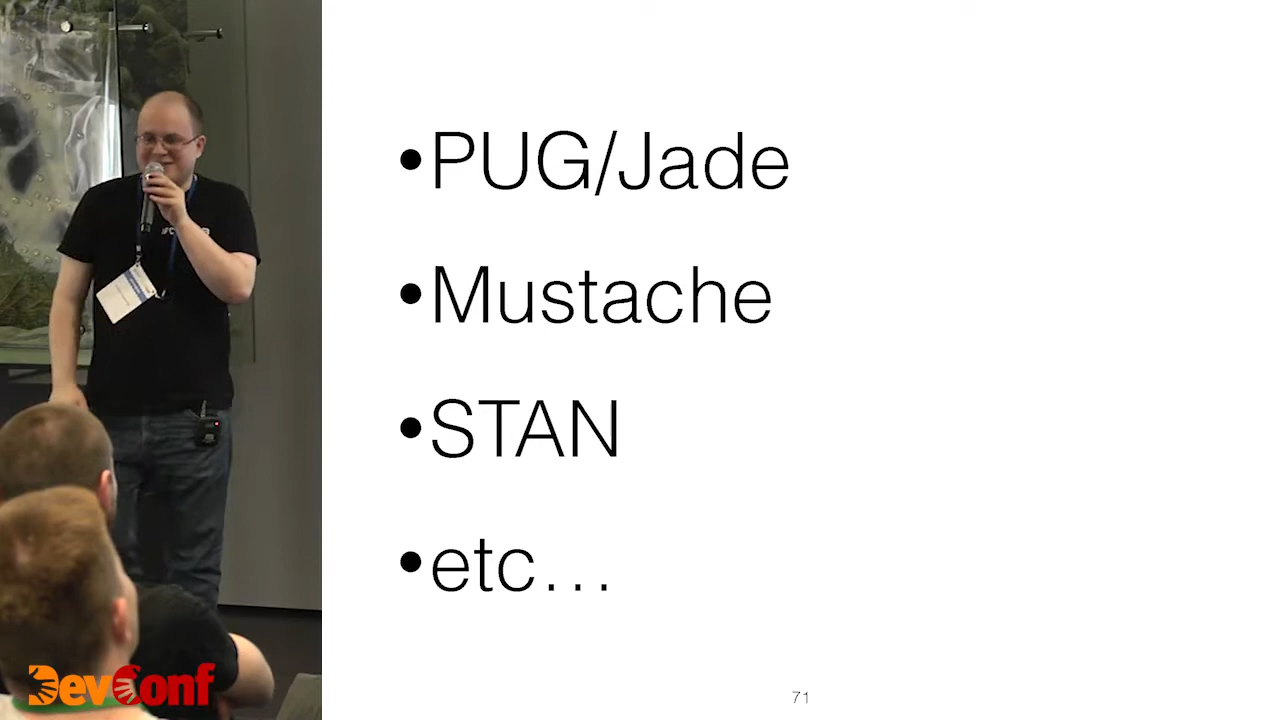 •PUG/Jade
•Mustache
•STAN
•etc...
71
DevConf